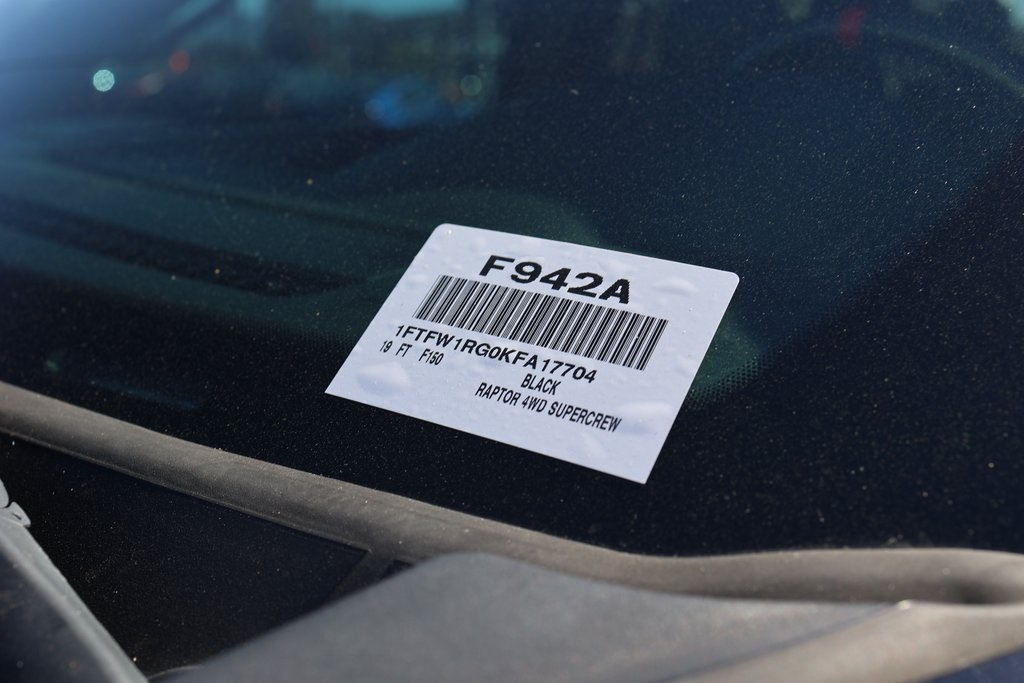 F942A
1FTFW1RG0KFA17704
19 FT F150
BLACK
RAPTOR 4WD SUPERCREW